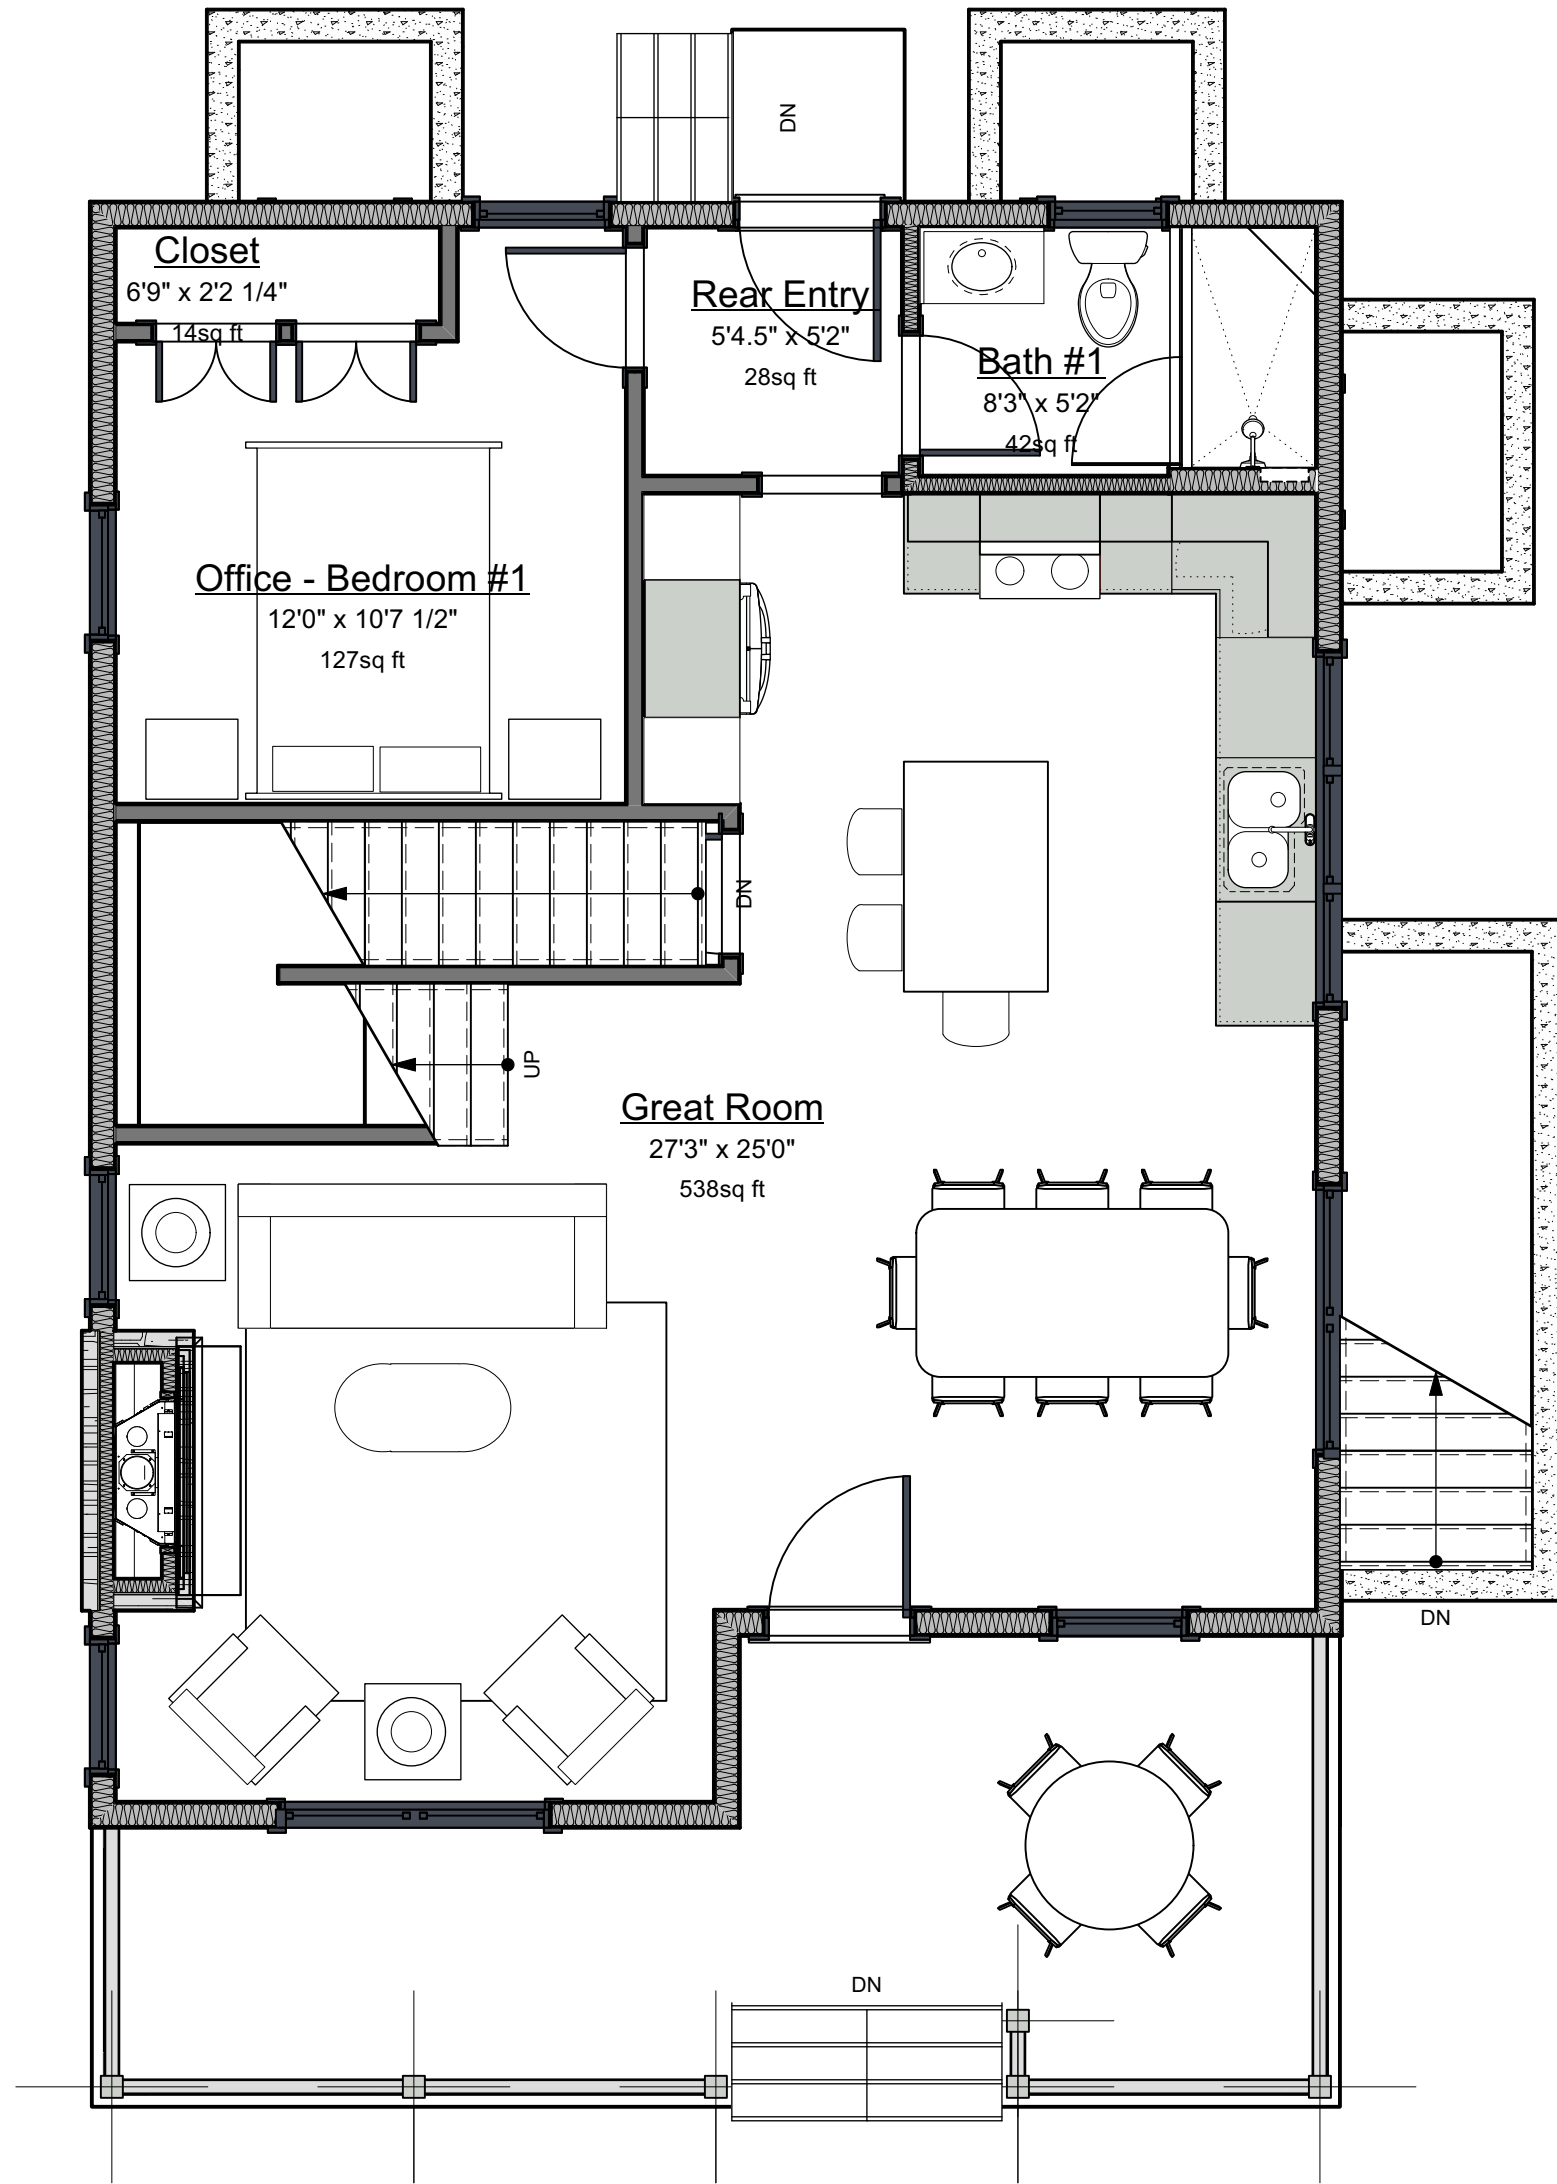 DN
Closet
6'9" x 2'2 1/4"
14sq ft
Rear Entry
5'4.5" x 5'2"
28sq ft
Bath #1
8'3" x 5'2"
42sq ft
Office - Bedroom #1
12'0" x 10'7 1/2"
127sq ft
DN
UP
Great Room
27'3" x 25'0"
538sq ft
DN
DN